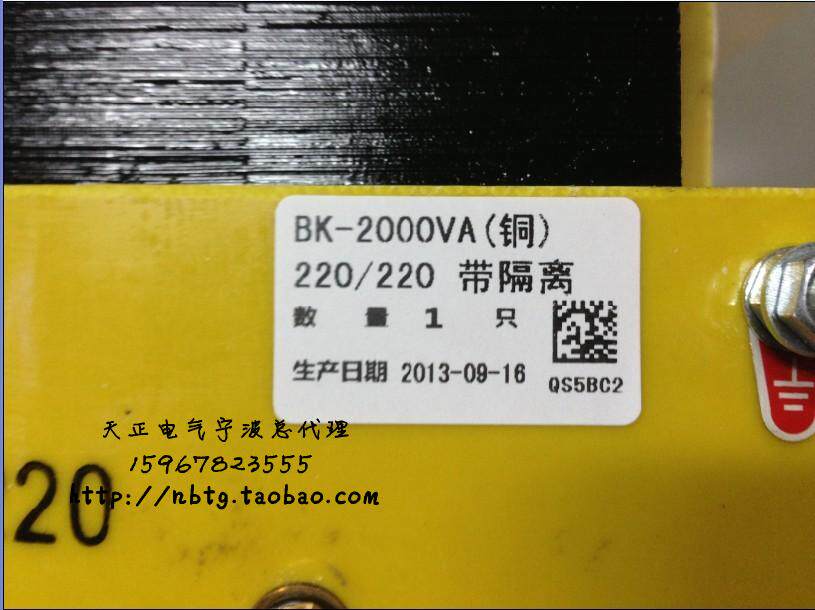 BK-2000VA(铜)
220/220 带隔离
数 量 1 只
生产日期 2013-09-16
QS5BC2
天正电气宁波总代理
15967823555
http://nbtg.taobao.com
20